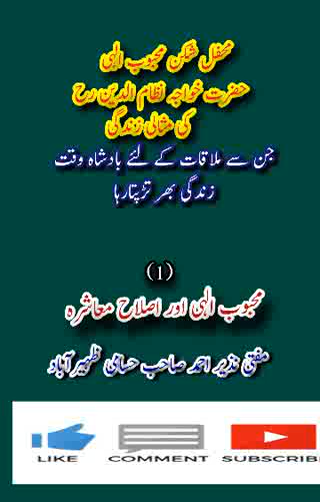 محفل شکن محبوب الٰہی
حضرت خواجہ نظام الدین رح
کی مثالی زندگی
جن سے ملاقات کے لئے بادشاہ وقت
زندگی بھر تڑپتا رہا
(1)
محبوب الٰہی اور اصلاح معاشرہ
مفتی نذیر احمد صاحب حسامی ظہیر آباد
LIKE COMMENT SUBSCRIB